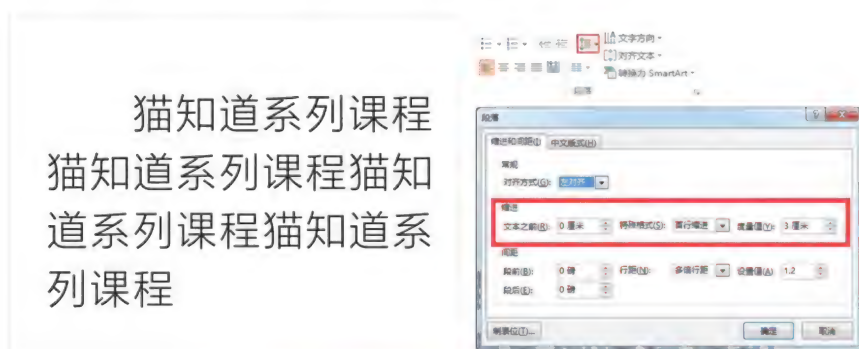 猫知道系列课程
猫知道系列课程猫知
道系列课程猫知道系
列课程
文字方向
对齐文本
转换为 SmartArt
段落
段落
缩进和间距(I) 中文版式(H)
常规
对齐方式(G): 左对齐
缩进
文本之前(R): 0 厘米 特殊格式(S): 首行缩进 度量值(Y): 3 厘米
间距
段前(B): 0 磅 行距(N): 多倍行距 设置值(A) 1.2
段后(E): 0 磅
制表位(T)... 确定 取消